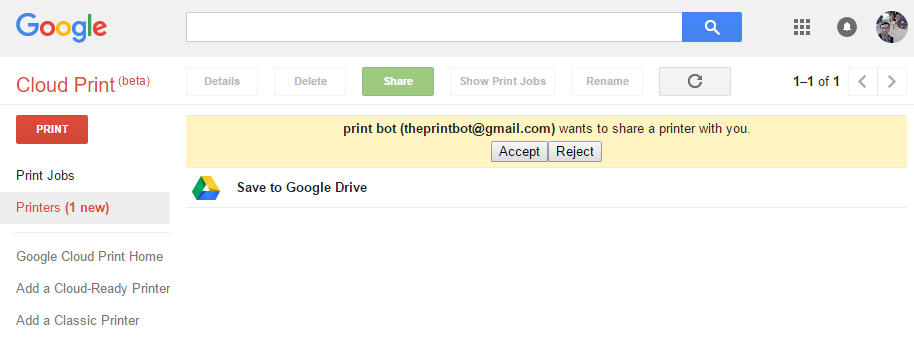 Google
Cloud Print (beta)
Details
Delete
Share
Show Print Jobs
Rename
1–1 of 1
PRINT
print bot (theprintbot@gmail.com) wants to share a printer with you.
Accept Reject
Print Jobs
Save to Google Drive
Printers (1 new)
Google Cloud Print Home
Add a Cloud-Ready Printer
Add a Classic Printer